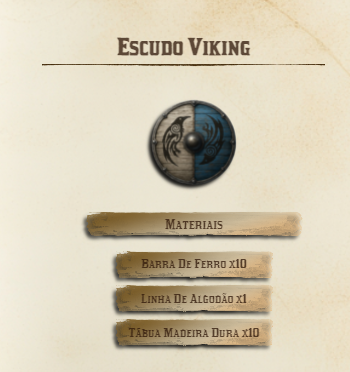 Escudo Viking
Materiais
Barra De Ferro x10
Linha De Algodão x1
Tábua Madeira Dura x10